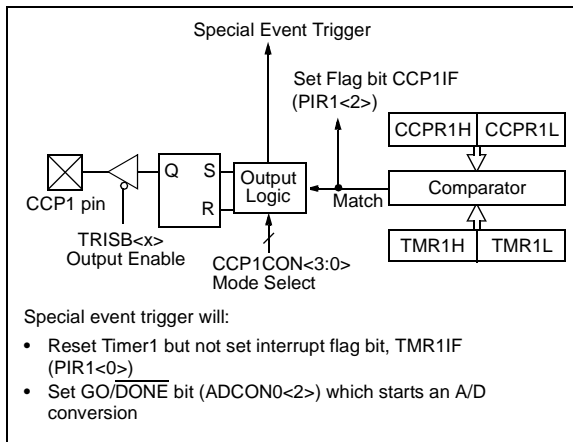 Special Event Trigger
Set Flag bit CCP1IF
(PIR1<2>)
CCPR1H CCPR1L
Q S
R
Output
Logic
Match
Comparator
CCP1 pin
TRISB<x>
Output Enable
CCP1CON<3:0>
Mode Select
TMR1H TMR1L
Special event trigger will:
• Reset Timer1 but not set interrupt flag bit, TMR1IF
(PIR1<0>)
• Set GO/DONE bit (ADCON0<2>) which starts an A/D
conversion